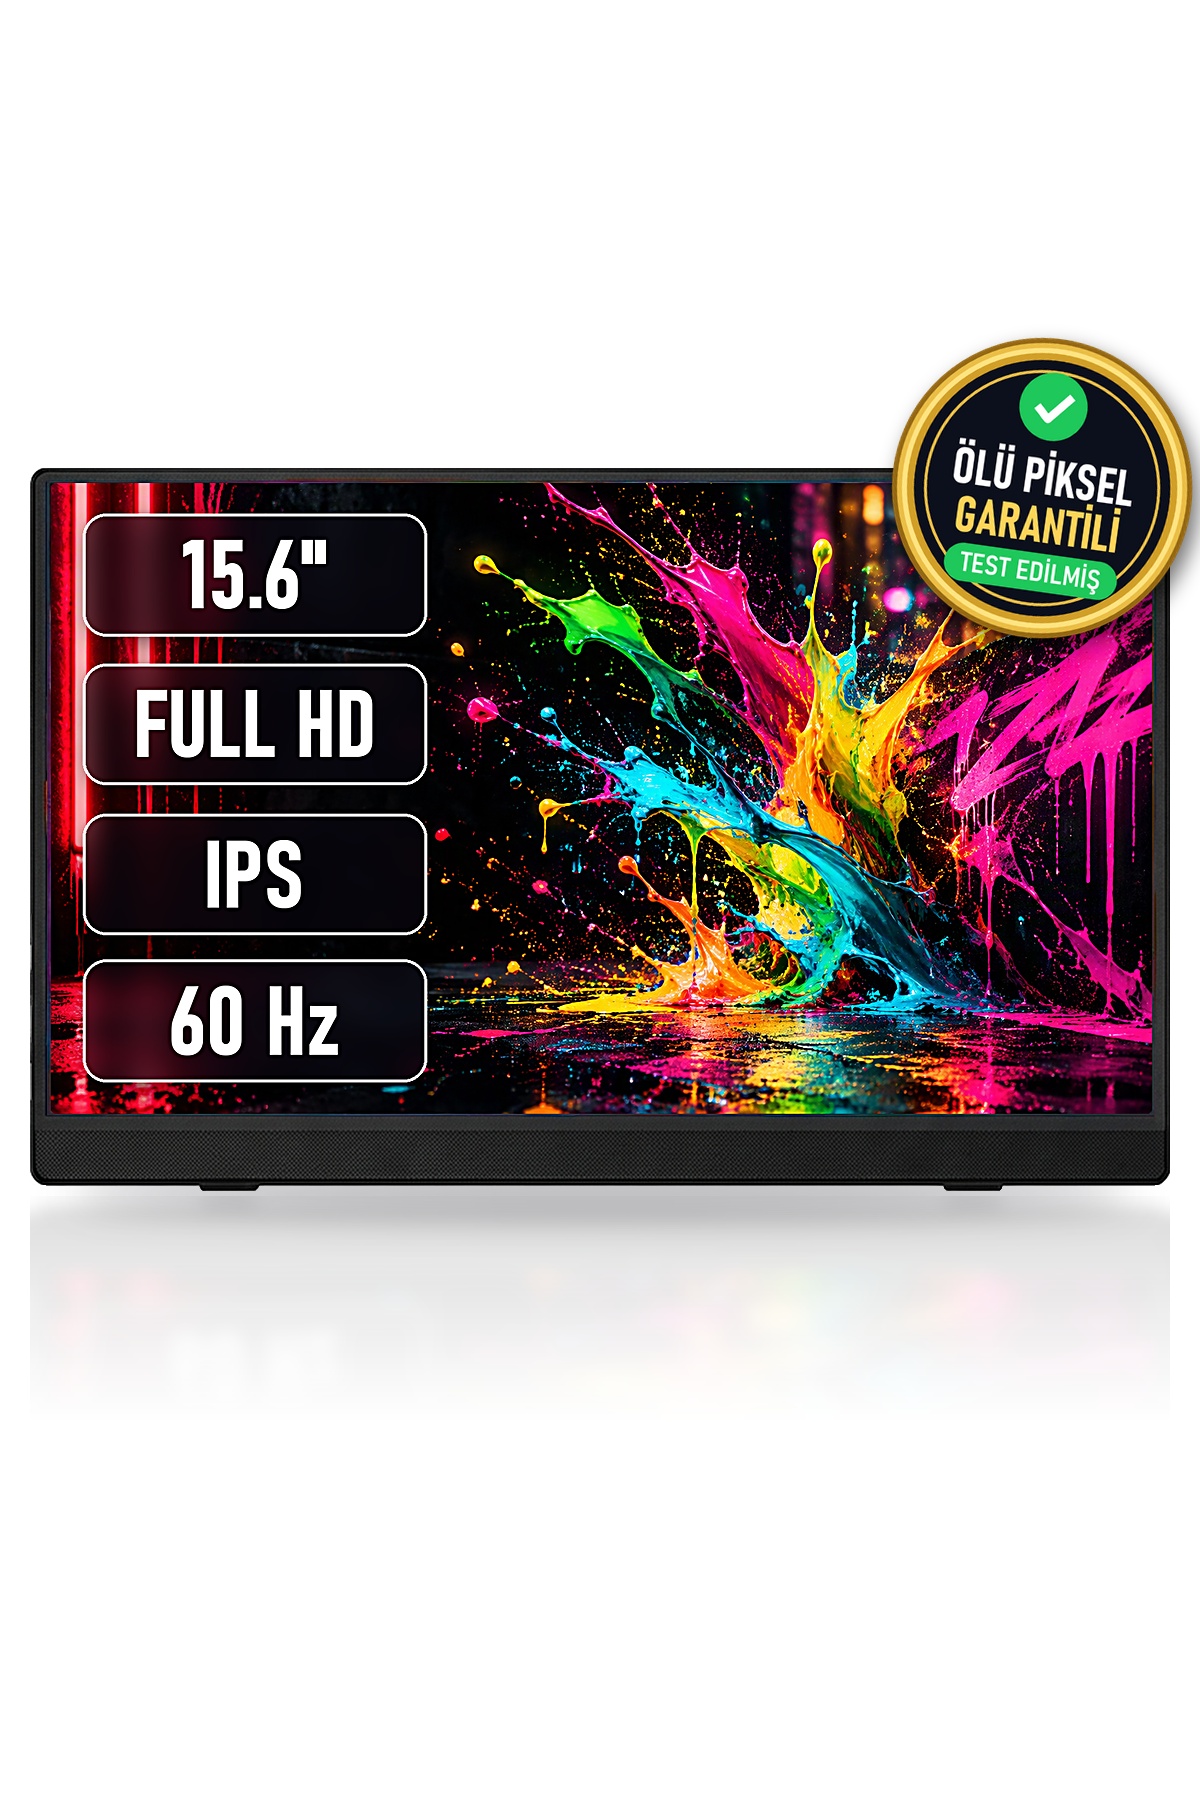 ÖLÜ PİKSEL
GARANTİLİ
TEST EDİLMİŞ
15.6"
FULL HD
IPS
60 Hz